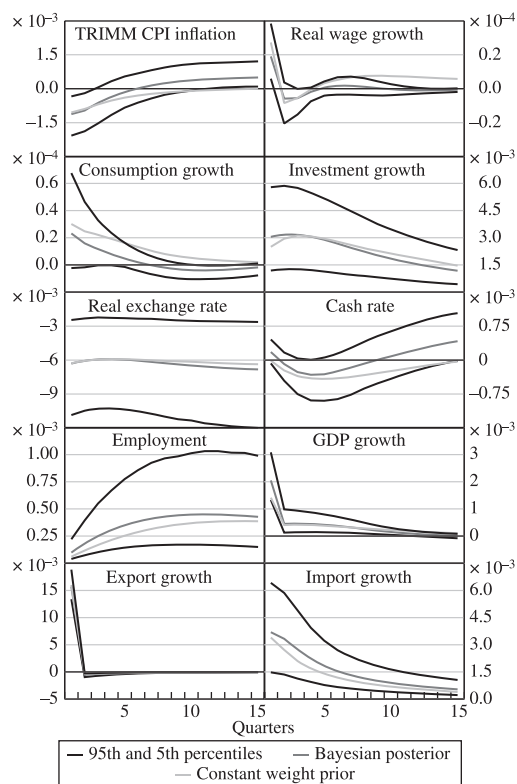 × 10⁻³ × 10⁻⁴
TRIMM CPI inflation Real wage growth
1.5 0.2
0.0 0.0
−1.5 −0.2
× 10⁻⁴ × 10⁻³
Consumption growth Investment growth
0.6 6.0
0.4 4.5
0.2 3.0
0.0 1.5
× 10⁻³ × 10⁻³
Real exchange rate Cash rate
−3 0.75
−6 0
−9 −0.75
× 10⁻³ × 10⁻³
Employment GDP growth
1.00 3
0.75 2
0.50 1
0.25 0
× 10⁻³ × 10⁻³
Export growth Import growth
15 6.0
10 4.5
5 3.0
0 1.5
−5 0.0
5 10 15 5 10 15
Quarters
95th and 5th percentiles Bayesian posterior
Constant weight prior